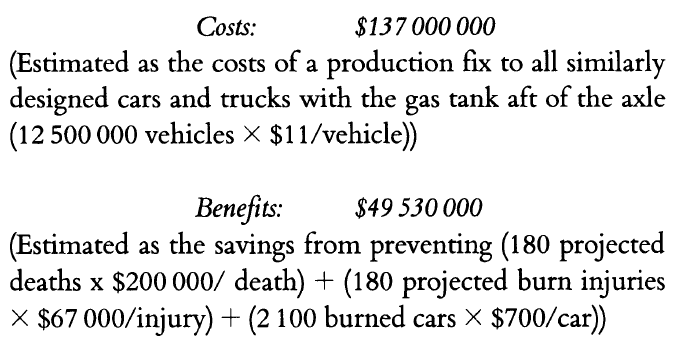 Costs: $137 000 000
(Estimated as the costs of a production fix to all similarly
designed cars and trucks with the gas tank aft of the axle
(12 500 000 vehicles × $11/vehicle))
Benefits: $49 530 000
(Estimated as the savings from preventing (180 projected
deaths x $200 000/ death) + (180 projected burn injuries
× $67 000/injury) + (2 100 burned cars × $700/car))